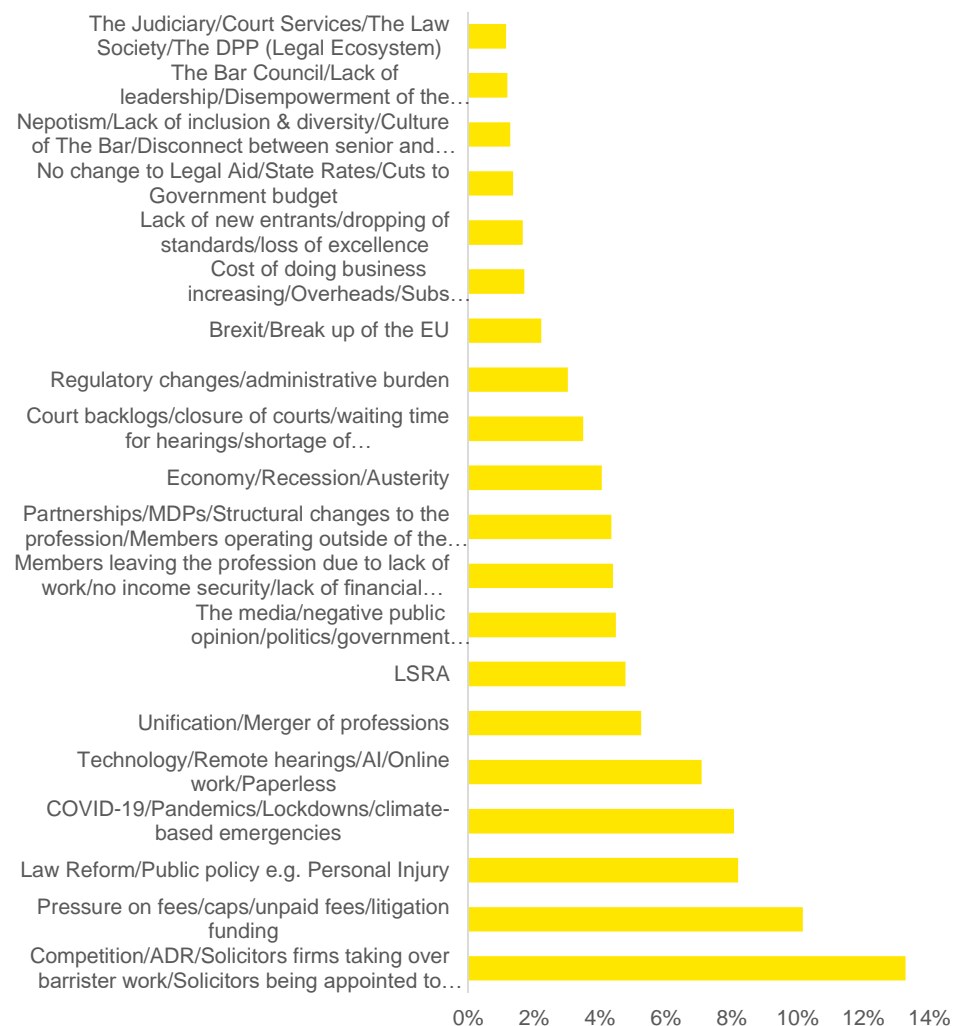 The Judiciary/Court Services/The Law
Society/The DPP (Legal Ecosystem)
The Bar Council/Lack of
leadership/Disempowerment of the…
Nepotism/Lack of inclusion & diversity/Culture
of The Bar/Disconnect between senior and…
No change to Legal Aid/State Rates/Cuts to
Government budget
Lack of new entrants/dropping of
standards/loss of excellence
Cost of doing business
increasing/Overheads/Subs…
Brexit/Break up of the EU
Regulatory changes/administrative burden
Court backlogs/closure of courts/waiting time
for hearings/shortage of…
Economy/Recession/Austerity
Partnerships/MDPs/Structural changes to the
profession/Members operating outside of the…
Members leaving the profession due to lack of
work/no income security/lack of financial…
The media/negative public
opinion/politics/government…
LSRA
Unification/Merger of professions
Technology/Remote hearings/AI/Online
work/Paperless
COVID-19/Pandemics/Lockdowns/climate-
based emergencies
Law Reform/Public policy e.g. Personal Injury
Pressure on fees/caps/unpaid fees/litigation
funding
Competition/ADR/Solicitors firms taking over
barrister work/Solicitors being appointed to…
0% 2% 4% 6% 8% 10% 12% 14%